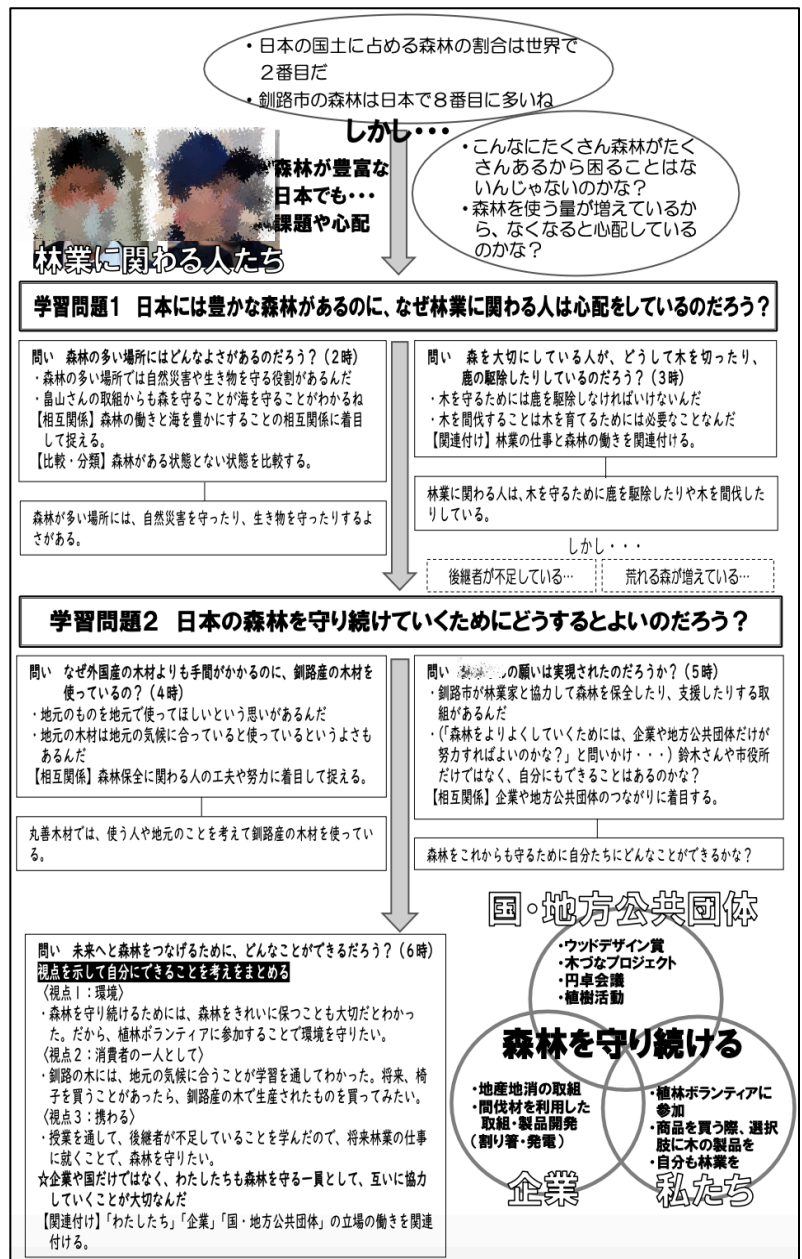 ・日本の国土に占める森林の割合は世界で
２番目だ
・釧路市の森林は日本で８番目に多いね
しかし・・・
森林が豊富な
日本でも・・・
課題や心配
林業に関わる人たち
・こんなにたくさん森林がたく
さんあるから困ることはな
いんじゃないのかな？
・森林を使う量が増えているか
ら、なくなると心配している
のかな？
学習問題１　日本には豊かな森林があるのに、なぜ林業に関わる人は心配をしているのだろう？
問い　森林の多い場所にはどんなよさがあるのだろう？（２時）
・森林の多い場所では自然災害や生き物を守る役割があるんだ
・畠山さんの取組からも森を守ることが海を守ることがわかるね
【相互関係】森林の働きと海を豊かにすることの相互関係に着目
して捉える。
【比較・分類】森林がある状態とない状態を比較する。
森林が多い場所には、自然災害を守ったり、生き物を守ったりするよ
さがある。
問い　森を大切にしている人が、どうして木を切ったり、
鹿の駆除したりしているのだろう？（３時）
・木を守るためには鹿を駆除しなければいけないんだ
・木を間伐することは木を育てるためには必要なことなんだ
【関連付け】林業の仕事と森林の働きを関連付ける。
林業に関わる人は、木を守るために鹿を駆除したりや木を間伐した
りしている。
しかし・・・
後継者が不足している…
荒れる森が増えている…
学習問題２　日本の森林を守り続けていくためにどうするとよいのだろう？
問い　なぜ外国産の木材よりも手間がかかるのに、釧路産の木材を
使っているの？（４時）
・地元のものを地元で使ってほしいという思いがあるんだ
・地元の木材は地元の気候に合っていると使っているというよさも
あるんだ
【相互関係】森林保全に関わる人の工夫や努力に着目して捉える。
丸善木材では、使う人や地元のことを考えて釧路産の木材を使ってい
る。
問い　の願いは実現されたのだろうか？（５時）
・釧路市が林業家と協力して森林を保全したり、支援したりする取
組があるんだ
・（「森林をよりよくしていくためには、企業や地方公共団体だけが
努力すればよいのかな？」と問いかけ・・・）鈴木さんや市役所
だけではなく、自分にもできることはあるのかな？
【相互関係】企業や地方公共団体のつながりに着目する。
森林をこれからも守るために自分たちにどんなことができるかな？
問い　未来へと森林をつなげるために、どんなことができるだろう？（６時）
視点を示して自分にできることを考えをまとめる
〈視点１：環境〉
・森林を守り続けるためには、森林をきれいに保つことも大切だとわかっ
た。だから、植林ボランティアに参加することで環境を守りたい。
〈視点２：消費者の一人として〉
・釧路の木には、地元の気候に合うことが学習を通してわかった。将来、椅
子を買うことがあったら、釧路産の木で生産されたものを買ってみたい。
〈視点３：携わる〉
・授業を通して、後継者が不足していることを学んだので、将来林業の仕事
に就くことで、森林を守りたい。
☆企業や国だけではなく、わたしたちも森林を守る一員として、互いに協力
していくことが大切なんだ
【関連付け】「わたしたち」「企業」「国・地方公共団体」の立場の働きを関連
付ける。
国・地方公共団体
・ウッドデザイン賞
・木づなプロジェクト
・円卓会議
・植樹活動
森林を守り続ける
・地産地消の取組
・間伐材を利用した
取組・製品開発
（割り箸・発電）
企業
・植林ボランティアに
参加
・商品を買う際、選択
肢に木の製品を
・自分も林業を
私たち